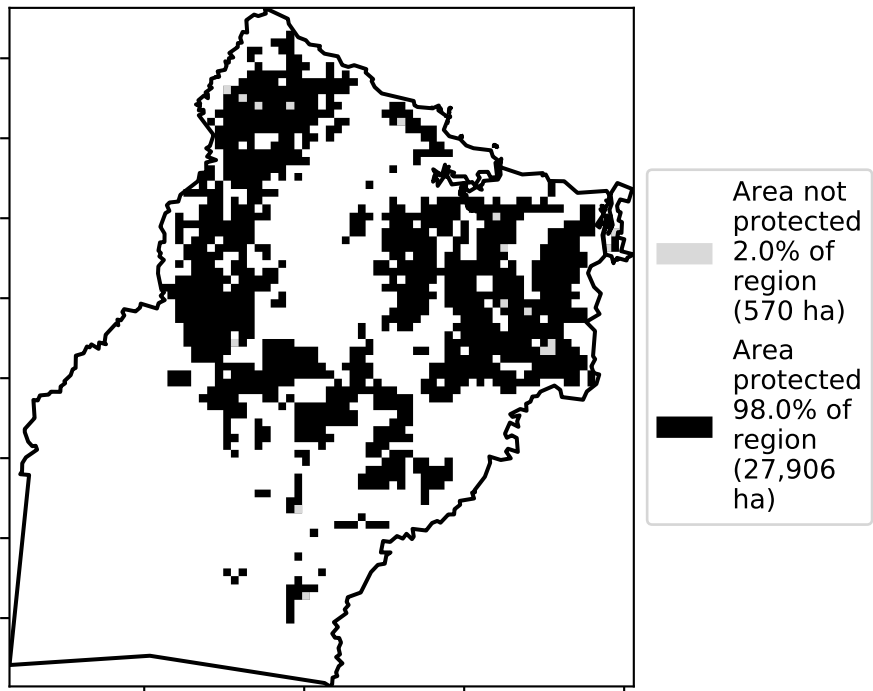 Area not
protected
2.0% of
region
(570 ha)
Area
protected
98.0% of
region
(27,906
ha)